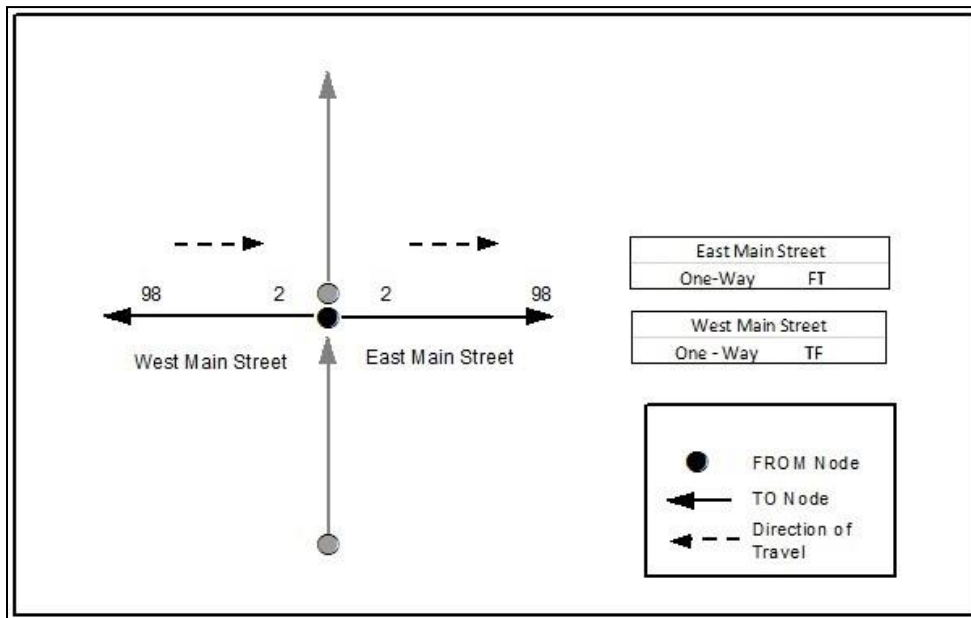 East Main Street
One-Way FT
98 2 2 98
West Main Street East Main Street
West Main Street
One - Way TF
FROM Node
TO Node
Direction of
Travel